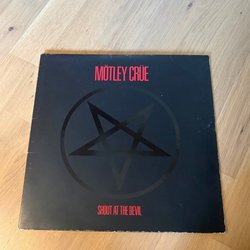 MÖTLEY CRÜE
SHOUT AT THE DEVIL